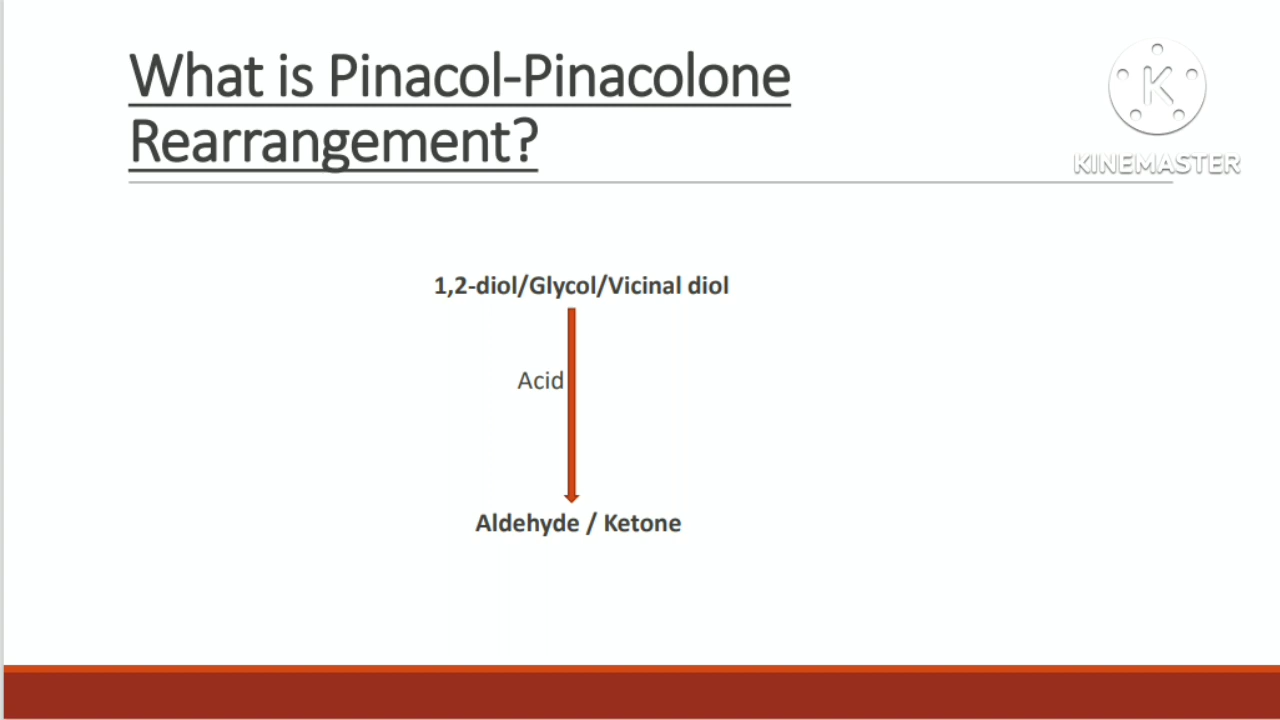 What is Pinacol-Pinacolone
Rearrangement?
K
KINEMASTER
1,2-diol/Glycol/Vicinal diol
Acid
Aldehyde / Ketone